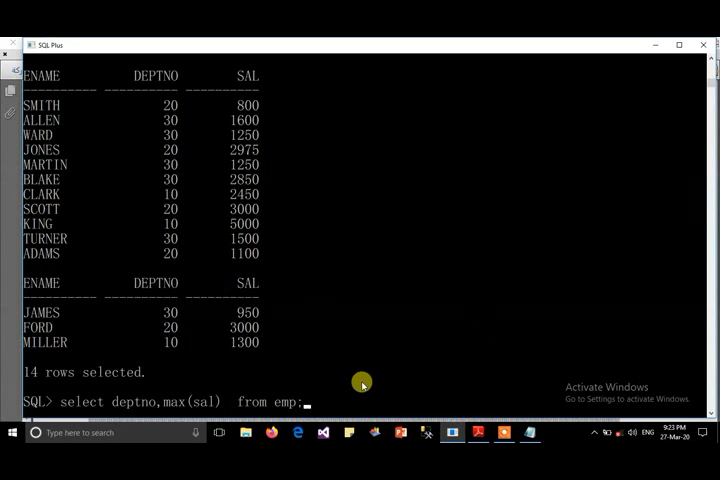 SQL Plus
ENAME DEPTNO SAL
---------- ---------- ----------
SMITH 20 800
ALLEN 30 1600
WARD 30 1250
JONES 20 2975
MARTIN 30 1250
BLAKE 30 2850
CLARK 10 2450
SCOTT 20 3000
KING 10 5000
TURNER 30 1500
ADAMS 20 1100
ENAME DEPTNO SAL
---------- ---------- ----------
JAMES 30 950
FORD 20 3000
MILLER 10 1300
14 rows selected.
SQL> select deptno,max(sal)  from emp;
Activate Windows
Go to Settings to activate Windows.
Type here to search
ENG
9:23 PM
27-Mar-20